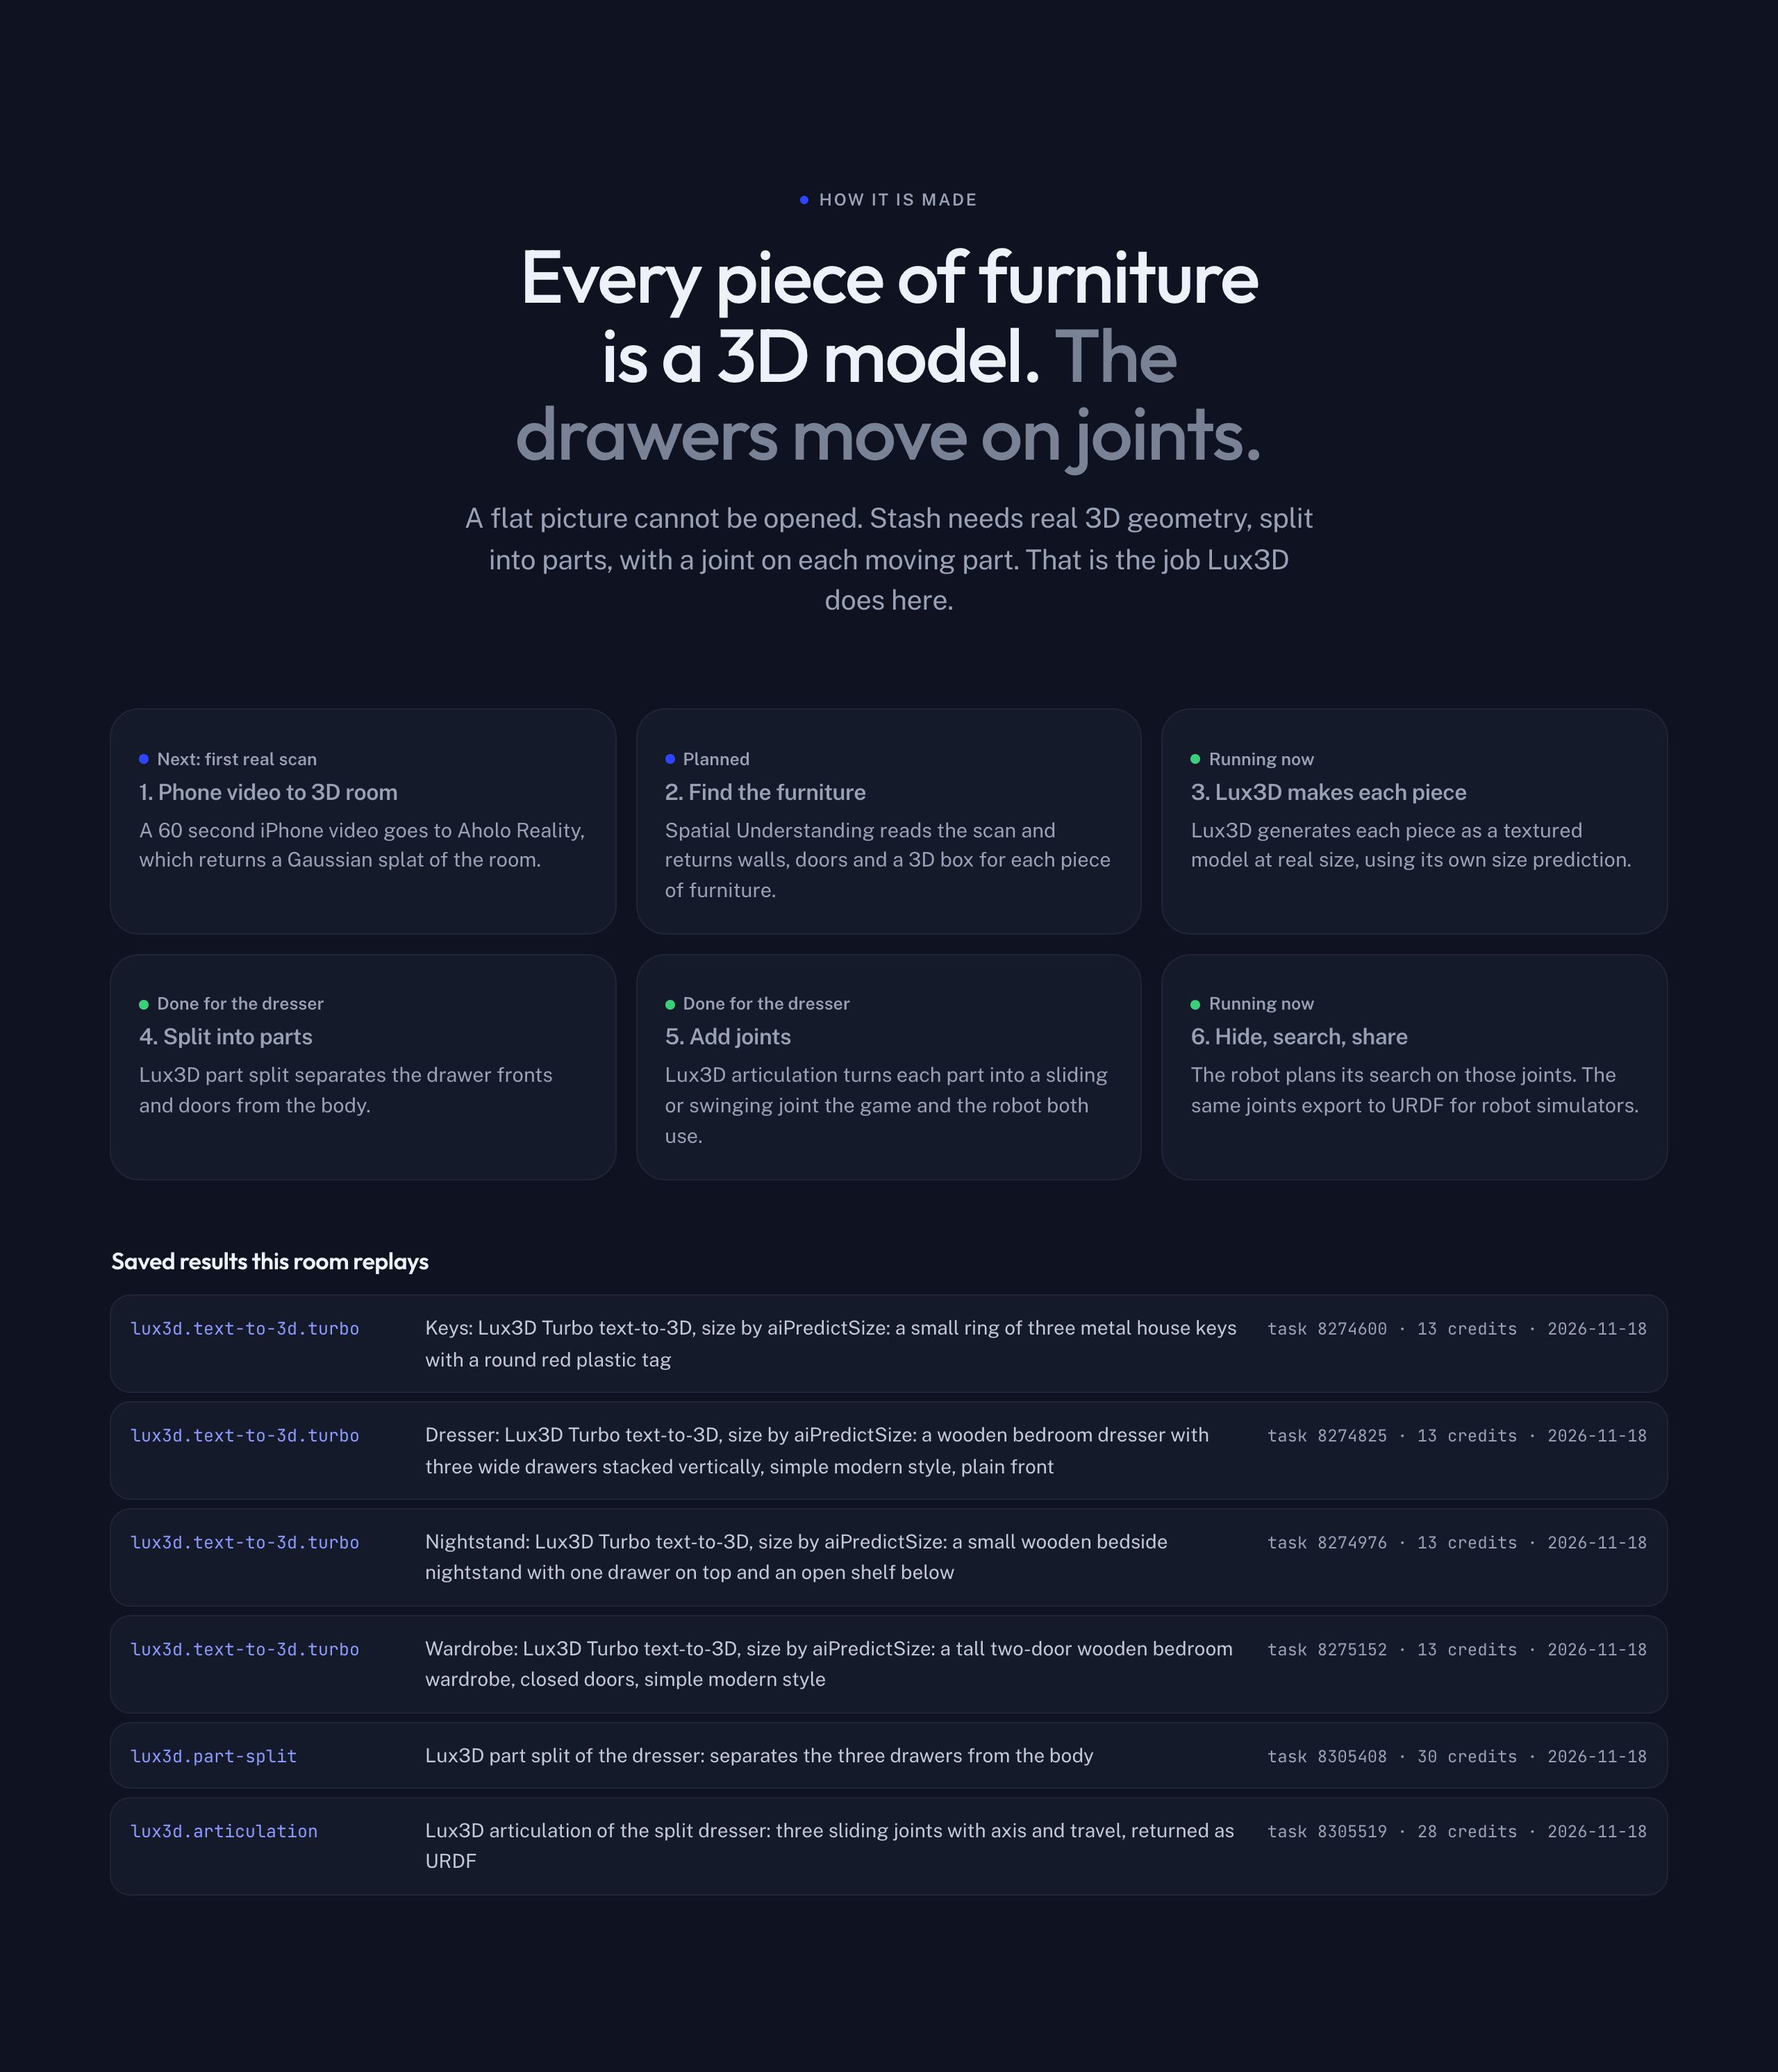 HOW IT IS MADE
Every piece of furniture
is a 3D model. The
drawers move on joints.
A flat picture cannot be opened. Stash needs real 3D geometry, split
into parts, with a joint on each moving part. That is the job Lux3D
does here.
Next: first real scan
1. Phone video to 3D room
A 60 second iPhone video goes to Aholo Reality,
which returns a Gaussian splat of the room.
Planned
2. Find the furniture
Spatial Understanding reads the scan and
returns walls, doors and a 3D box for each piece
of furniture.
Running now
3. Lux3D makes each piece
Lux3D generates each piece as a textured
model at real size, using its own size prediction.
Done for the dresser
4. Split into parts
Lux3D part split separates the drawer fronts
and doors from the body.
Done for the dresser
5. Add joints
Lux3D articulation turns each part into a sliding
or swinging joint the game and the robot both
use.
Running now
6. Hide, search, share
The robot plans its search on those joints. The
same joints export to URDF for robot simulators.
Saved results this room replays
lux3d.text-to-3d.turbo
Keys: Lux3D Turbo text-to-3D, size by aiPredictSize: a small ring of three metal house keys
with a round red plastic tag
task 8274600 · 13 credits · 2026-11-18
lux3d.text-to-3d.turbo
Dresser: Lux3D Turbo text-to-3D, size by aiPredictSize: a wooden bedroom dresser with
three wide drawers stacked vertically, simple modern style, plain front
task 8274825 · 13 credits · 2026-11-18
lux3d.text-to-3d.turbo
Nightstand: Lux3D Turbo text-to-3D, size by aiPredictSize: a small wooden bedside
nightstand with one drawer on top and an open shelf below
task 8274976 · 13 credits · 2026-11-18
lux3d.text-to-3d.turbo
Wardrobe: Lux3D Turbo text-to-3D, size by aiPredictSize: a tall two-door wooden bedroom
wardrobe, closed doors, simple modern style
task 8275152 · 13 credits · 2026-11-18
lux3d.part-split
Lux3D part split of the dresser: separates the three drawers from the body
task 8305408 · 30 credits · 2026-11-18
lux3d.articulation
Lux3D articulation of the split dresser: three sliding joints with axis and travel, returned as
URDF
task 8305519 · 28 credits · 2026-11-18